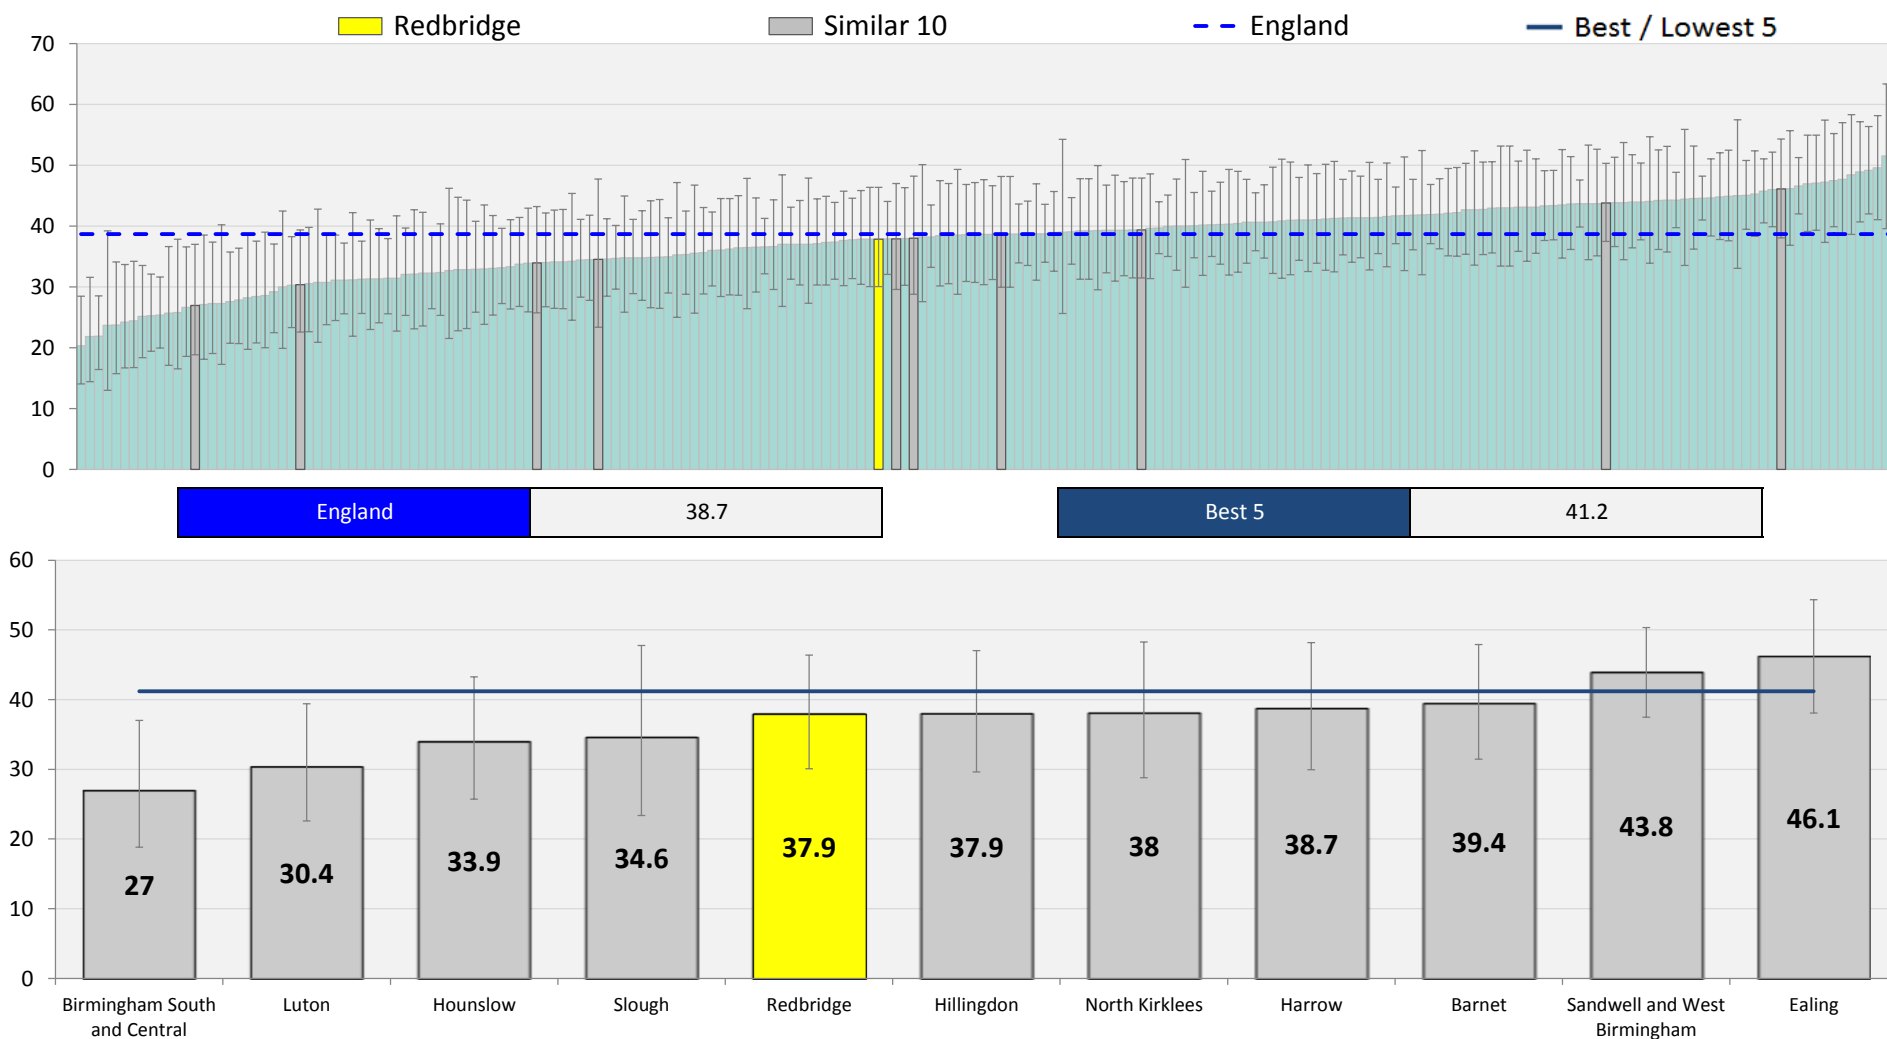 Redbridge
Similar 10
England
Best / Lowest 5
70
60
50
40
30
20
10
0
England
38.7
Best 5
41.2
60
50
40
30
20
10
0
27
30.4
33.9
34.6
37.9
37.9
38
38.7
39.4
43.8
46.1
Birmingham South
and Central
Luton
Hounslow
Slough
Redbridge
Hillingdon
North Kirklees
Harrow
Barnet
Sandwell and West
Birmingham
Ealing